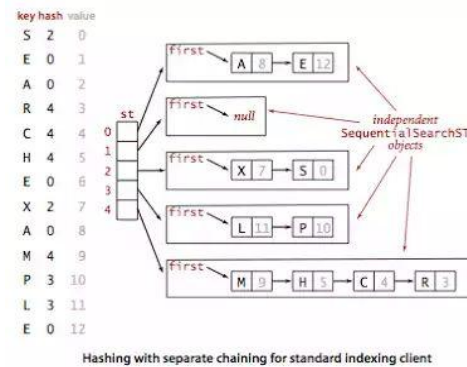 key hash value
S 2 0
E 0 1
A 0 2
R 4 3
C 4 4
H 4 5
E 0 6
X 2 7
A 0 8
M 4 9
P 3 10
L 3 11
E 0 12
st
0
1
2
3
4
first
A 8 E 12
first
null
first
X 7 S 0
first
L 11 P 10
first
M 9 H 5 C 4 R 3
independent
SequentialSearchST
objects
Hashing with separate chaining for standard indexing client